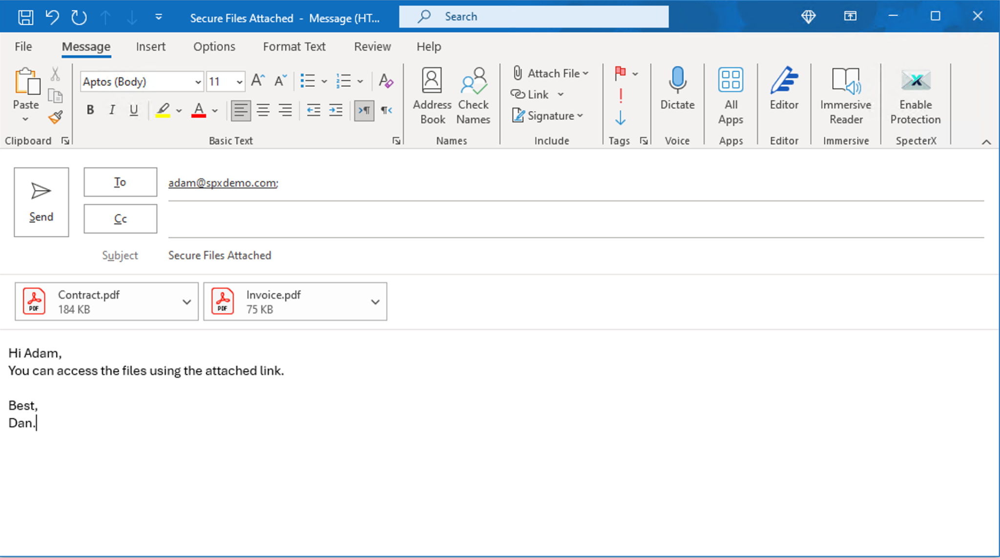 Secure Files Attached - Message (HT...
Search
File Message Insert Options Format Text Review Help
Paste
Clipboard
Aptos (Body) 11
B I U A
Basic Text
Address Book
Check Names
Names
Attach File
Link
Signature
Include
Tags
Dictate
Voice
All Apps
Apps
Editor
Editor
Immersive Reader
Immersive
Enable Protection
SpecterX
Send
To
adam@spxdemo.com;
Cc
Subject
Secure Files Attached
PDF
Contract.pdf
184 KB
PDF
Invoice.pdf
75 KB
Hi Adam,
You can access the files using the attached link.
Best,
Dan.